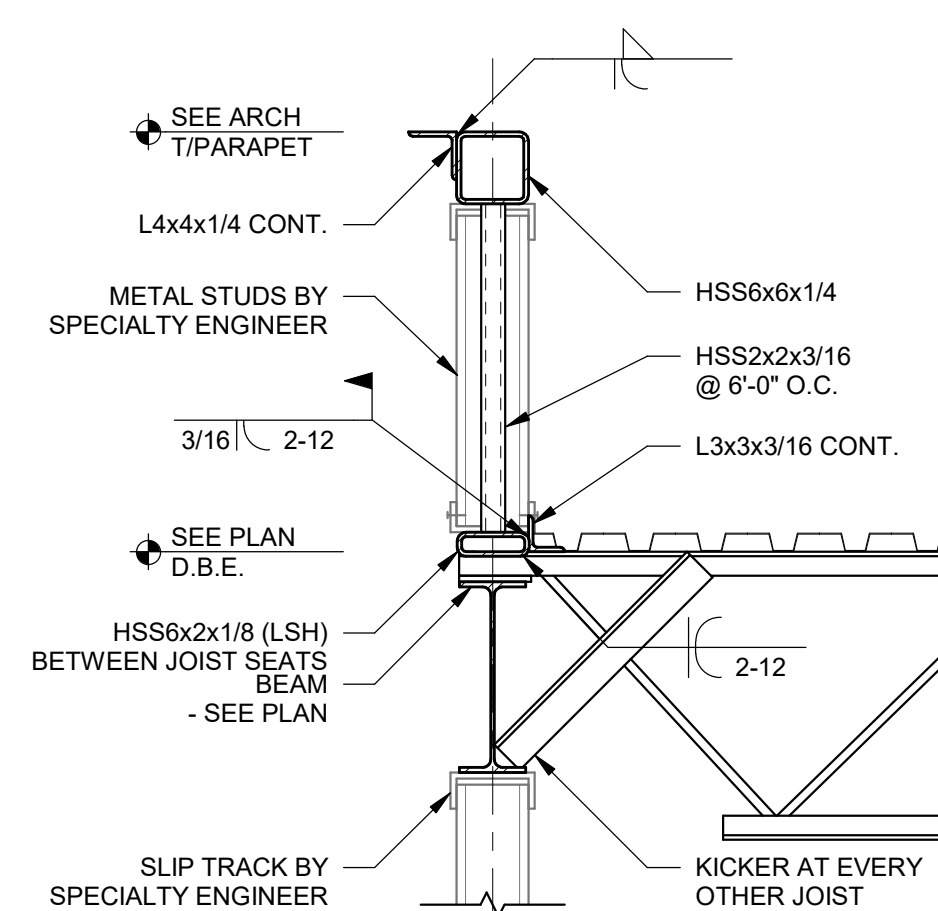 SEE ARCH
T/PARAPET
L4x4x1/4 CONT.
METAL STUDS BY
SPECIALTY ENGINEER
HSS6x6x1/4
HSS2x2x3/16
@ 6'-0" O.C.
3/16 2-12
L3x3x3/16 CONT.
SEE PLAN
D.B.E.
HSS6x2x1/8 (LSH)
BETWEEN JOIST SEATS
BEAM
- SEE PLAN
2-12
SLIP TRACK BY
SPECIALTY ENGINEER
KICKER AT EVERY
OTHER JOIST